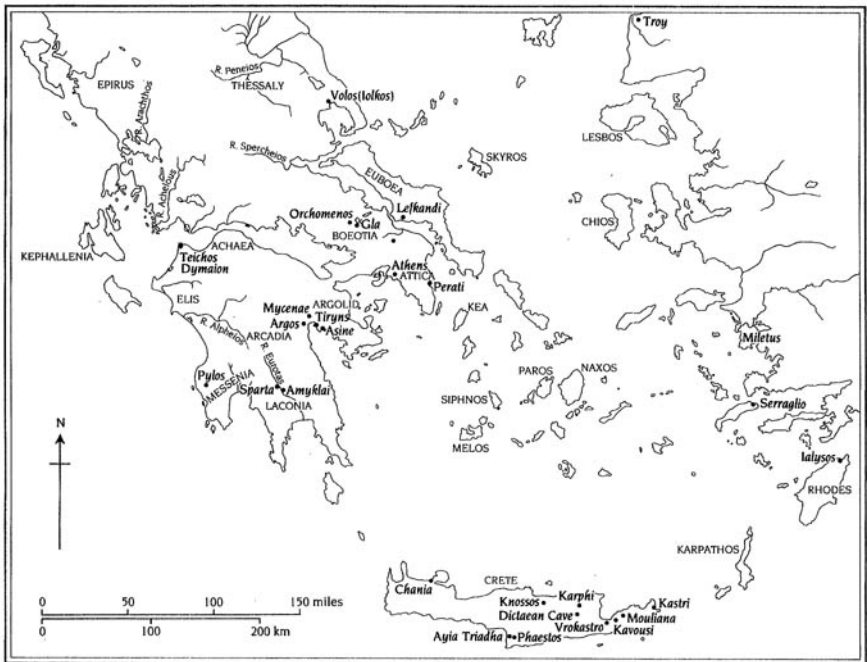 Troy
R. Peneios
THESSALY
EPIRUS
R. Arachthos
Volos (Iolkos)
LESBOS
R. Spercheios
SKYROS
EUBOEA
R. Achelous
CHIOS
Orchomenos
Gla
Lefkandi
BOEOTIA
KEPHALLENIA
ACHAEA
Teichos
Dymaion
Athens
ATTICA
Perati
ELIS
Mycenae
ARGOLID
Tiryns
KEA
Argos
Asine
R. Alpheios
ARCADIA
Miletus
R. Eurotas
PAROS
NAXOS
Pylos
MESSENIA
Sparta
Amyklai
SIPHNOS
Serraglio
LACONIA
MELOS
N
Ialysos
RHODES
KARPATHOS
Chania
CRETE
Knossos
Karphi
Kastri
Dictaean Cave
Mouliana
Vrokastro
Kavousi
Ayia Triadha
Phaestos
0 50 100 150 miles
0 100 200 km